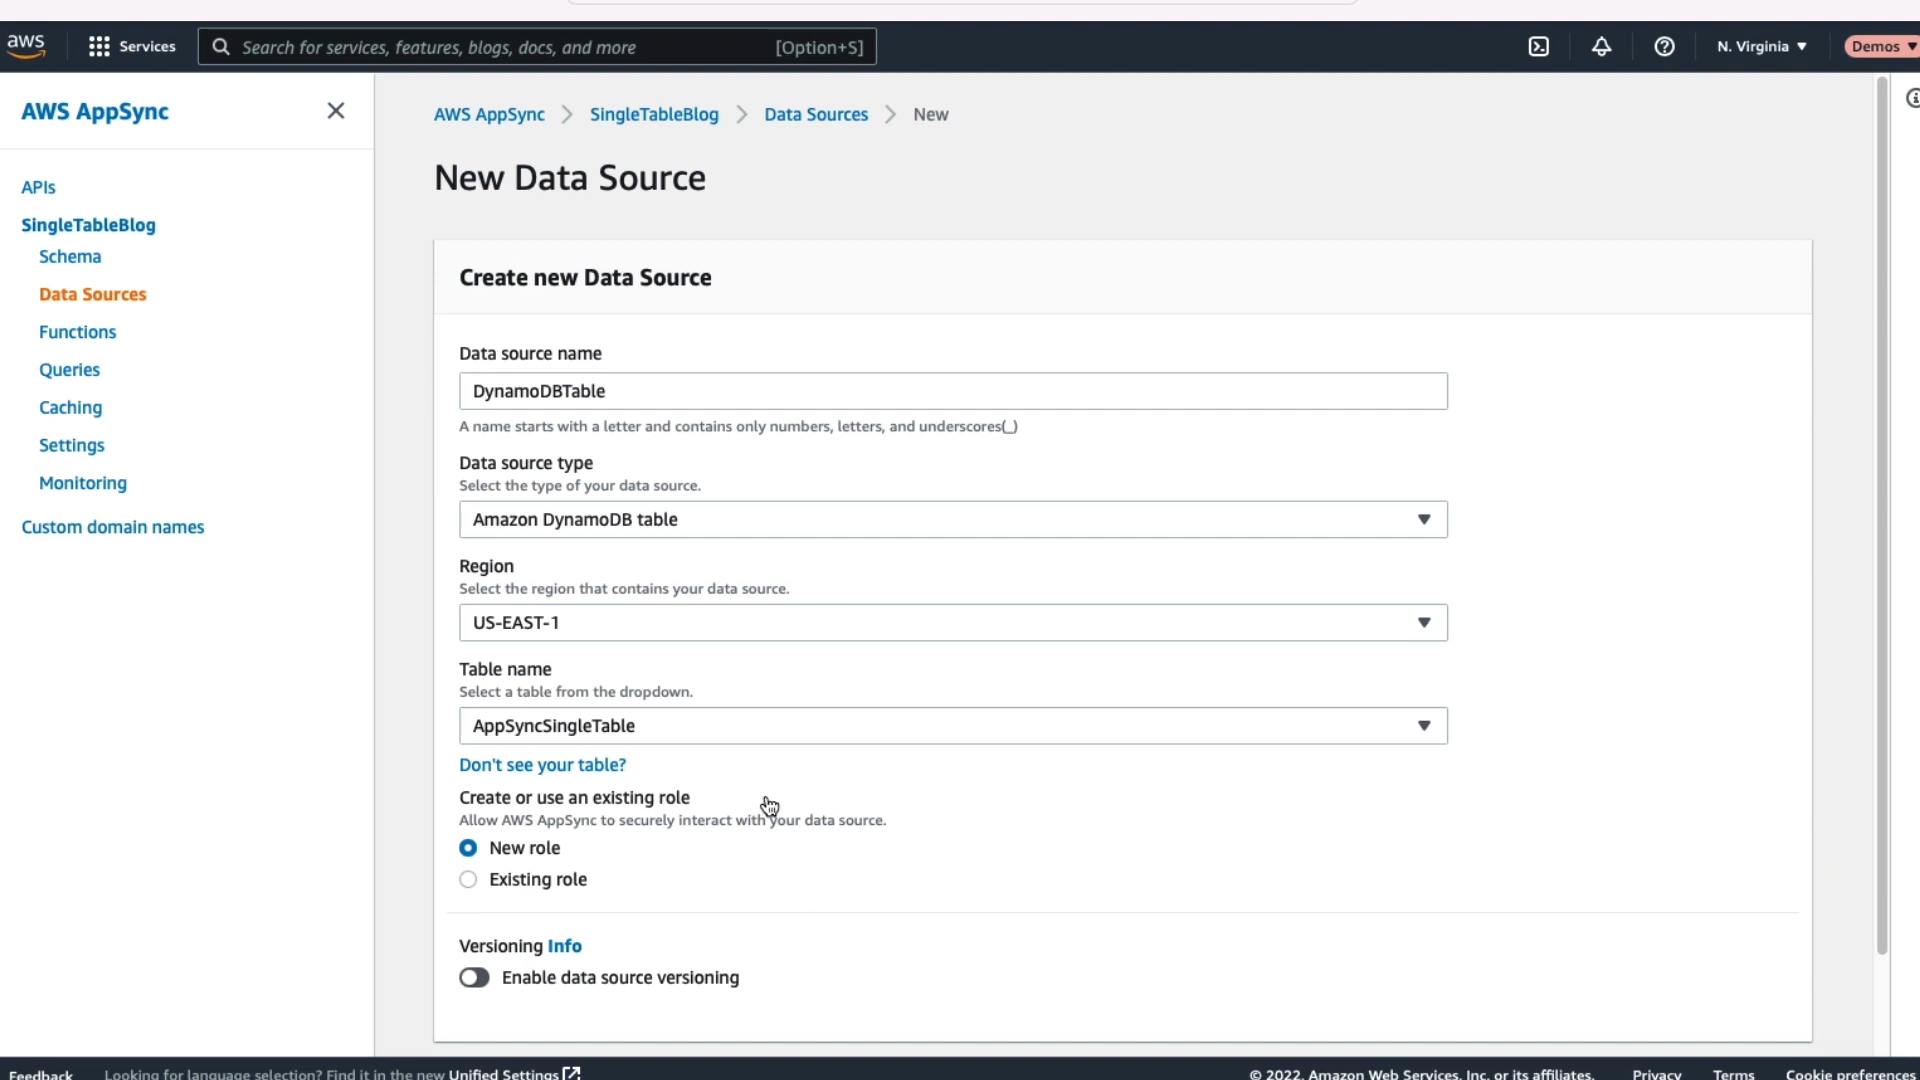 aws
Services
Search for services, features, blogs, docs, and more [Option+S]
N. Virginia ▼
Demos ▼
AWS AppSync
APIs
SingleTableBlog
Schema
Data Sources
Functions
Queries
Caching
Settings
Monitoring
Custom domain names
AWS AppSync > SingleTableBlog > Data Sources > New
New Data Source
Create new Data Source
Data source name
DynamoDBTable
A name starts with a letter and contains only numbers, letters, and underscores(_)
Data source type
Select the type of your data source.
Amazon DynamoDB table
Region
Select the region that contains your data source.
US-EAST-1
Table name
Select a table from the dropdown.
AppSyncSingleTable
Don't see your table?
Create or use an existing role
Allow AWS AppSync to securely interact with your data source.
New role
Existing role
Versioning Info
Enable data source versioning
Feedback
Looking for language selection? Find it in the new Unified Settings
© 2022, Amazon Web Services, Inc. or its affiliates.
Privacy
Terms
Cookie preferences